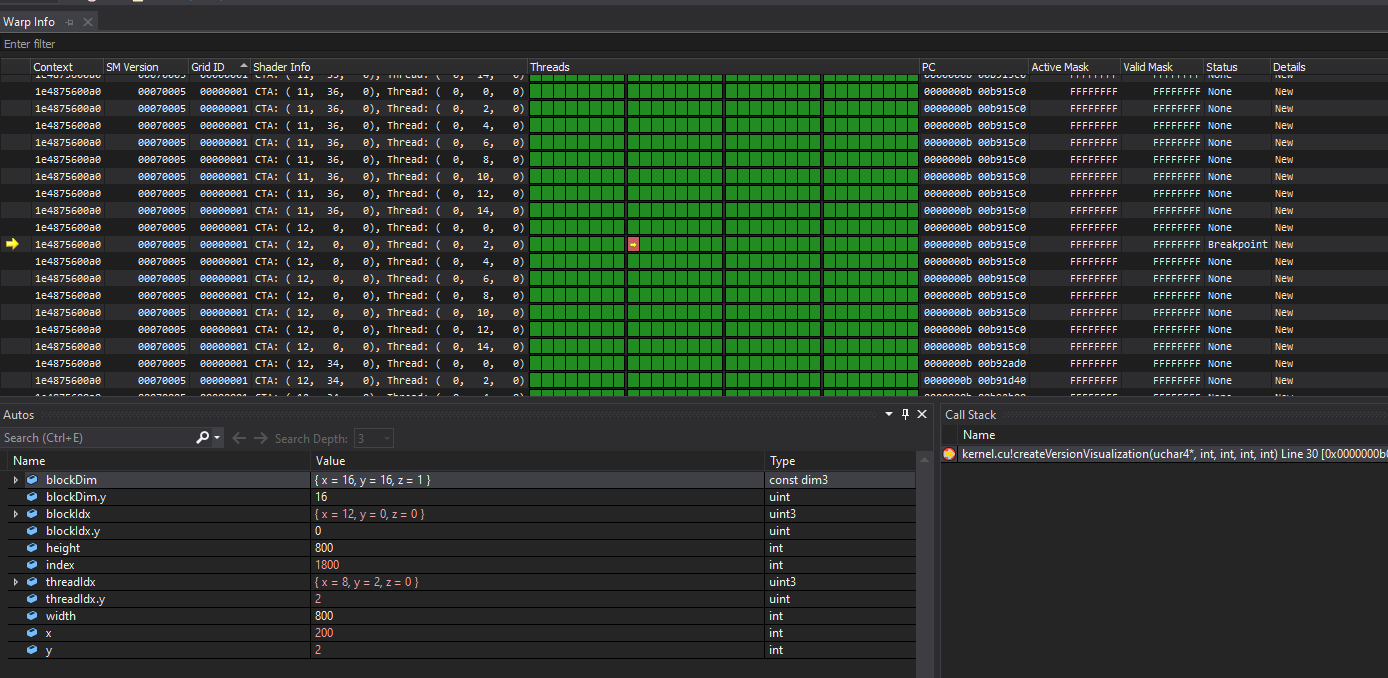 Warp Info
Enter filter
Context SM Version Grid ID Shader Info Threads PC Active Mask Valid Mask Status Details
1e4875600a0 00070005 00000001 CTA: ( 11, 35, 0), Thread: ( 0, 14, 0) 0000000b 00b915c0 FFFFFFFF FFFFFFFF None New
1e4875600a0 00070005 00000001 CTA: ( 11, 36, 0), Thread: ( 0, 0, 0) 0000000b 00b915c0 FFFFFFFF FFFFFFFF None New
1e4875600a0 00070005 00000001 CTA: ( 11, 36, 0), Thread: ( 0, 2, 0) 0000000b 00b915c0 FFFFFFFF FFFFFFFF None New
1e4875600a0 00070005 00000001 CTA: ( 11, 36, 0), Thread: ( 0, 4, 0) 0000000b 00b915c0 FFFFFFFF FFFFFFFF None New
1e4875600a0 00070005 00000001 CTA: ( 11, 36, 0), Thread: ( 0, 6, 0) 0000000b 00b915c0 FFFFFFFF FFFFFFFF None New
1e4875600a0 00070005 00000001 CTA: ( 11, 36, 0), Thread: ( 0, 8, 0) 0000000b 00b915c0 FFFFFFFF FFFFFFFF None New
1e4875600a0 00070005 00000001 CTA: ( 11, 36, 0), Thread: ( 0, 10, 0) 0000000b 00b915c0 FFFFFFFF FFFFFFFF None New
1e4875600a0 00070005 00000001 CTA: ( 11, 36, 0), Thread: ( 0, 12, 0) 0000000b 00b915c0 FFFFFFFF FFFFFFFF None New
1e4875600a0 00070005 00000001 CTA: ( 11, 36, 0), Thread: ( 0, 14, 0) 0000000b 00b915c0 FFFFFFFF FFFFFFFF None New
1e4875600a0 00070005 00000001 CTA: ( 12, 0, 0), Thread: ( 0, 0, 0) 0000000b 00b915c0 FFFFFFFF FFFFFFFF None New
1e4875600a0 00070005 00000001 CTA: ( 12, 0, 0), Thread: ( 0, 2, 0) 0000000b 00b915c0 FFFFFFFF FFFFFFFF Breakpoint New
1e4875600a0 00070005 00000001 CTA: ( 12, 0, 0), Thread: ( 0, 4, 0) 0000000b 00b915c0 FFFFFFFF FFFFFFFF None New
1e4875600a0 00070005 00000001 CTA: ( 12, 0, 0), Thread: ( 0, 6, 0) 0000000b 00b915c0 FFFFFFFF FFFFFFFF None New
1e4875600a0 00070005 00000001 CTA: ( 12, 0, 0), Thread: ( 0, 8, 0) 0000000b 00b915c0 FFFFFFFF FFFFFFFF None New
1e4875600a0 00070005 00000001 CTA: ( 12, 0, 0), Thread: ( 0, 10, 0) 0000000b 00b915c0 FFFFFFFF FFFFFFFF None New
1e4875600a0 00070005 00000001 CTA: ( 12, 0, 0), Thread: ( 0, 12, 0) 0000000b 00b915c0 FFFFFFFF FFFFFFFF None New
1e4875600a0 00070005 00000001 CTA: ( 12, 0, 0), Thread: ( 0, 14, 0) 0000000b 00b915c0 FFFFFFFF FFFFFFFF None New
1e4875600a0 00070005 00000001 CTA: ( 12, 34, 0), Thread: ( 0, 0, 0) 0000000b 00b92ad0 FFFFFFFF FFFFFFFF None New
1e4875600a0 00070005 00000001 CTA: ( 12, 34, 0), Thread: ( 0, 2, 0) 0000000b 00b91d40 FFFFFFFF FFFFFFFF None New
Autos
Search (Ctrl+E) Search Depth: 3
Name Value Type
blockDim { x = 16, y = 16, z = 1 } const dim3
blockDim.y 16 uint
blockIdx { x = 12, y = 0, z = 0 } uint3
blockIdx.y 0 uint
height 800 int
index 1800 int
threadIdx { x = 8, y = 2, z = 0 } uint3
threadIdx.y 2 uint
width 800 int
x 200 int
y 2 int
Call Stack
Name
kernel.cu!createVersionVisualization(uchar4*, int, int, int, int) Line 30 [0x0000000b0